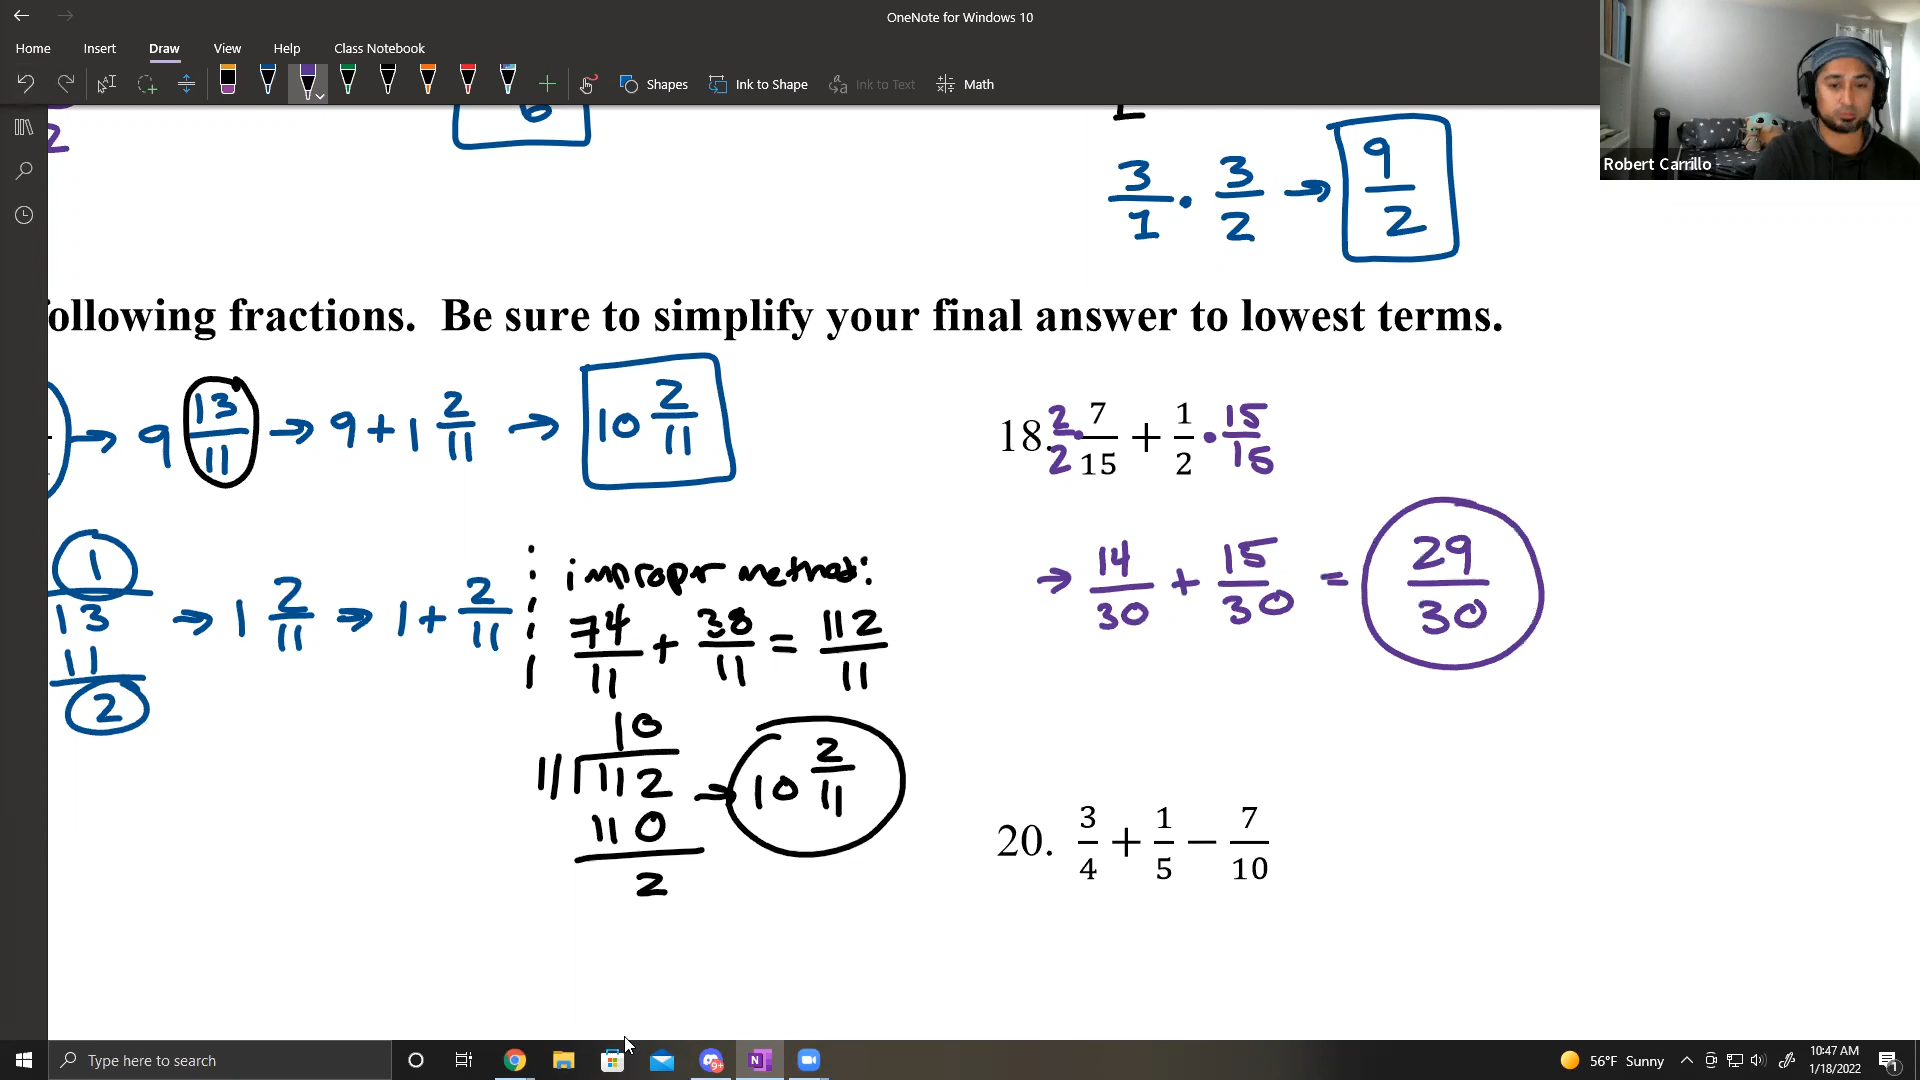 OneNote for Windows 10
Home Insert Draw View Help Class Notebook
Shapes Ink to Shape Ink to Text Math
Robert Carrillo
2
6
1
3/1 · 3/2 → 9/2
ollowing fractions. Be sure to simplify your final answer to lowest terms.
→ 9 13/11 → 9 + 1 2/11 → 10 2/11
1
13 → 1 2/11 → 1 + 2/11
11
2
improper method:
74/11 + 38/11 = 112/11
10
11 112 → 10 2/11
110
2
18. 2/2 · 7/15 + 1/2 · 15/15
→ 14/30 + 15/30 = 29/30
20. 3/4 + 1/5 − 7/10
Type here to search
N
9+
56°F Sunny
10:47 AM
1/18/2022
1